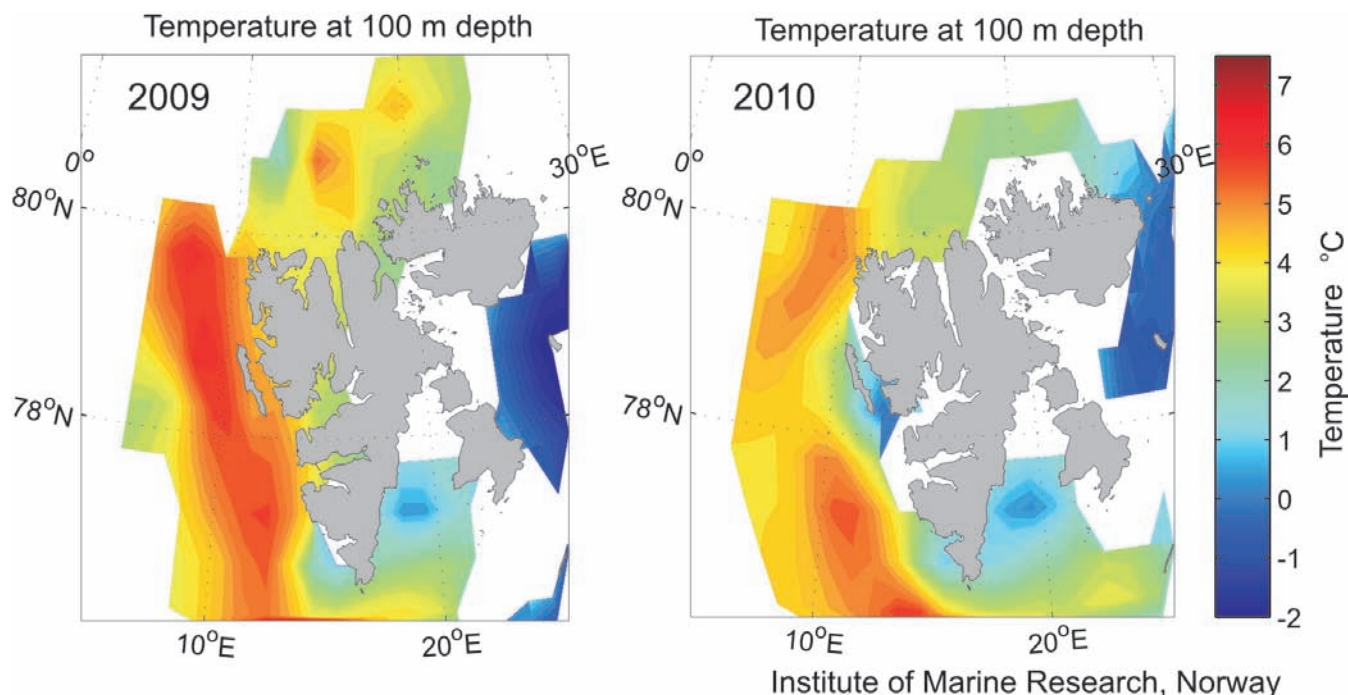 Temperature at 100 m depth
2009
0°
80°N
78°N
30°E
10°E
20°E
Temperature at 100 m depth
2010
30°E
10°E
20°E
7
6
5
4
3
2
1
0
-1
-2
Temperature °C
Institute of Marine Research, Norway
0°
80°N
78°N